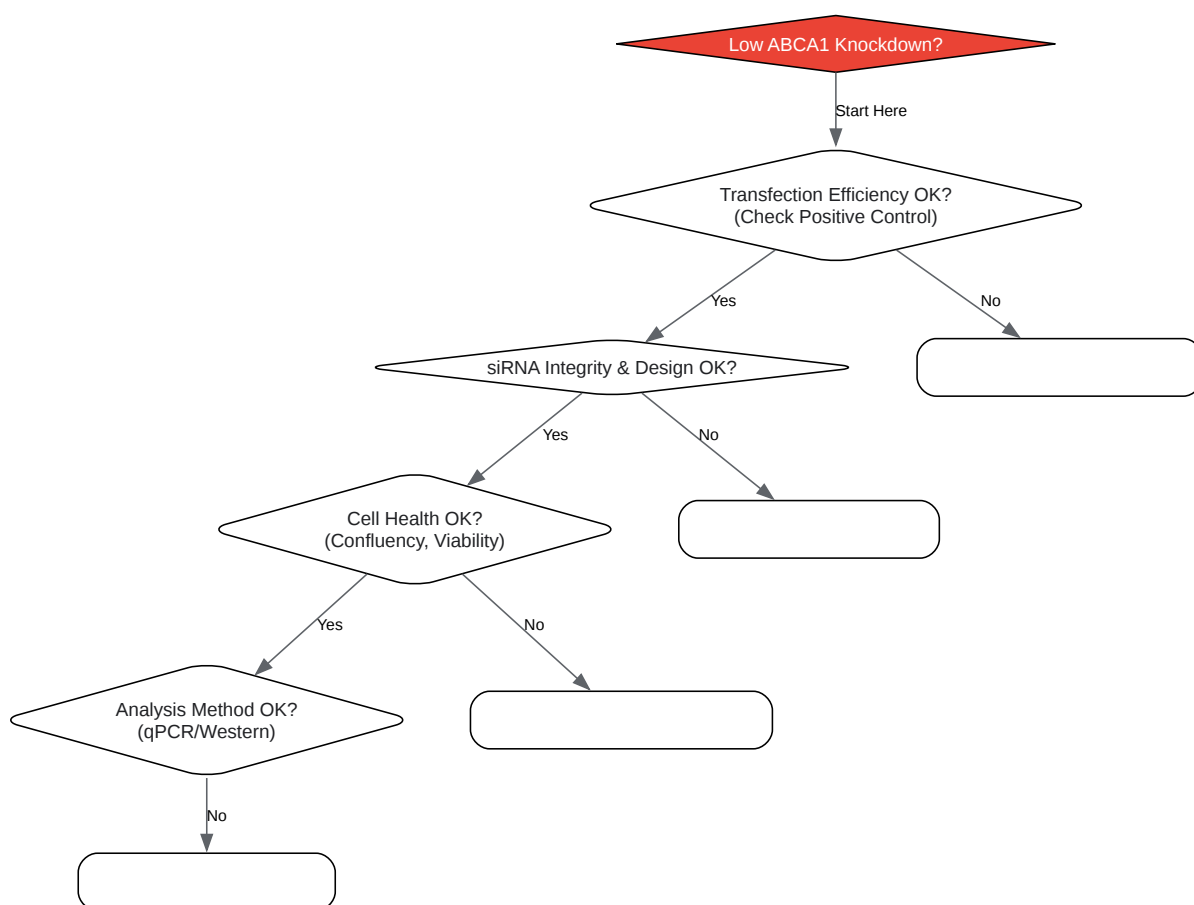 Low ABCA1 Knockdown?
Start Here
Transfection Efficiency OK?
(Check Positive Control)
Yes
No
siRNA Integrity & Design OK?
Yes
No
Cell Health OK?
(Confluency, Viability)
Yes
No
Analysis Method OK?
(qPCR/Western)
No